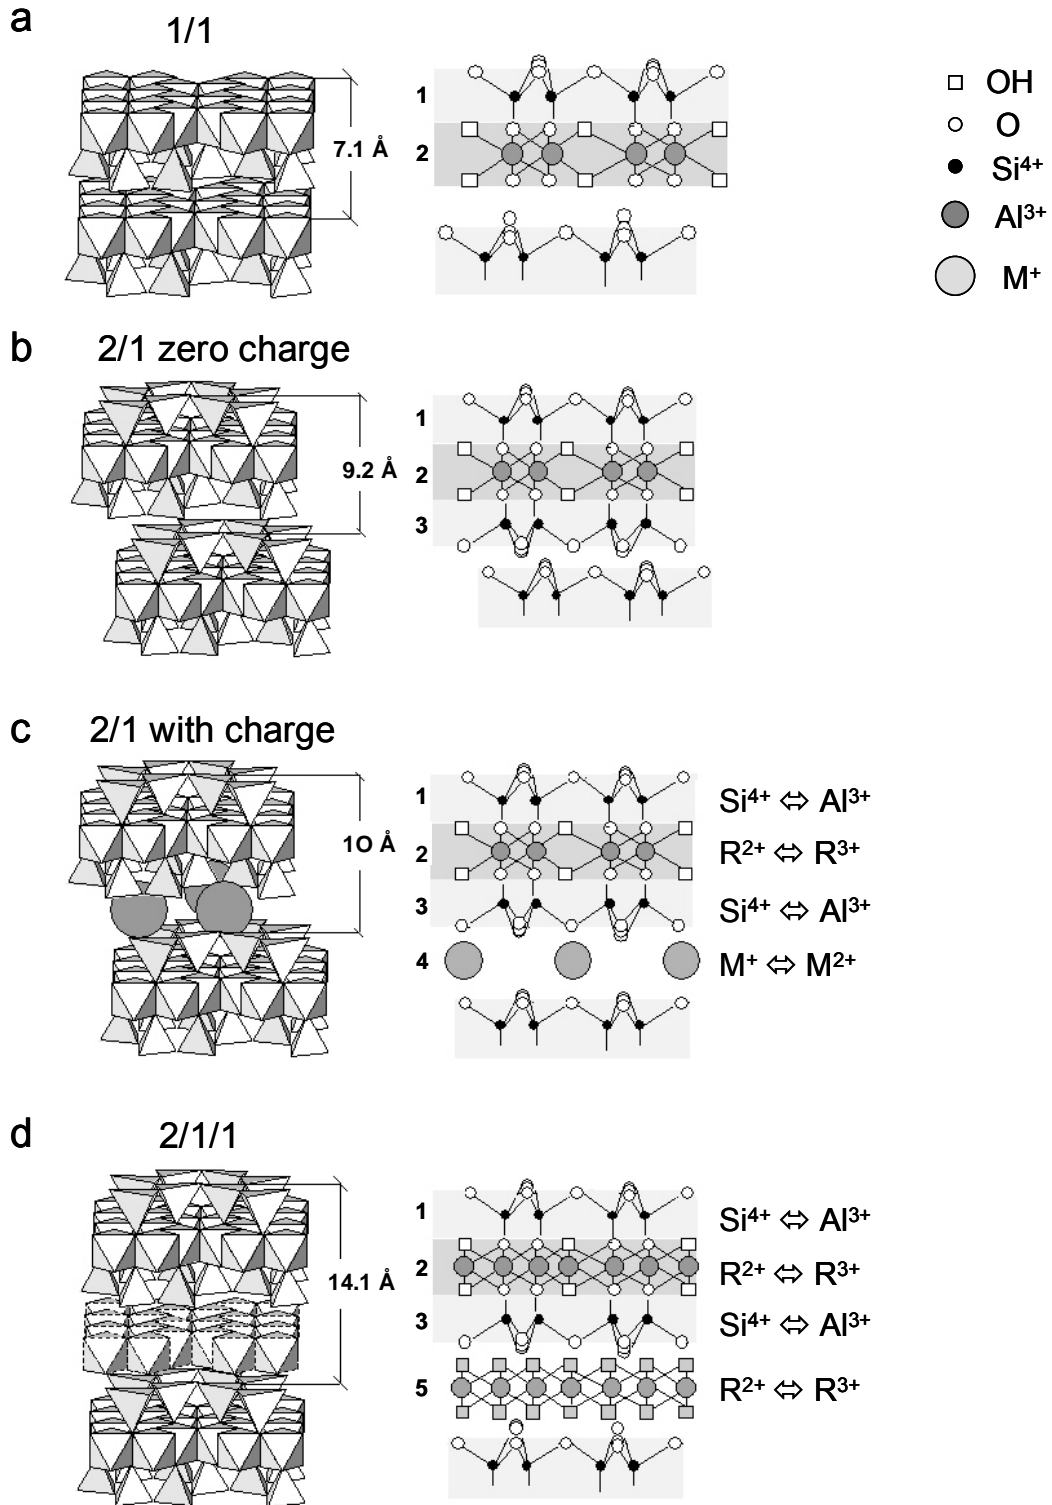 a
1/1
7.1 Å
1
2
OH
O
Si⁴⁺
Al³⁺
M⁺
b
2/1 zero charge
9.2 Å
1
2
3
c
2/1 with charge
1O Å
1
2
3
4
Si⁴⁺ ⇔ Al³⁺
R²⁺ ⇔ R³⁺
Si⁴⁺ ⇔ Al³⁺
M⁺ ⇔ M²⁺
d
2/1/1
14.1 Å
1
2
3
5
Si⁴⁺ ⇔ Al³⁺
R²⁺ ⇔ R³⁺
Si⁴⁺ ⇔ Al³⁺
R²⁺ ⇔ R³⁺